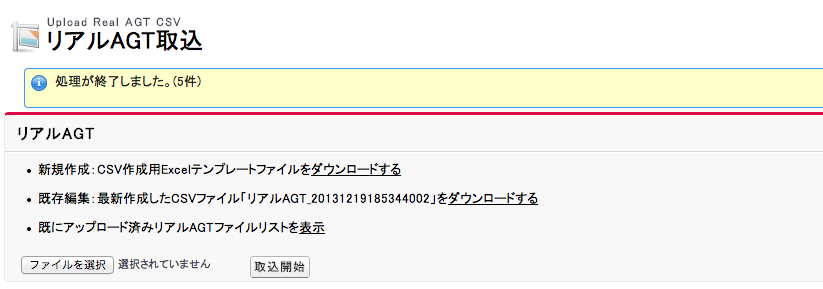 Upload Real AGT CSV
リアルAGT取込
処理が終了しました。(5件)
リアルAGT
• 新規作成：CSV作成用Excelテンプレートファイルをダウンロードする
• 既存編集：最新作成したCSVファイル「リアルAGT_20131219185344002」をダウンロードする
• 既にアップロード済みリアルAGTファイルリストを表示
ファイルを選択 選択されていません 取込開始